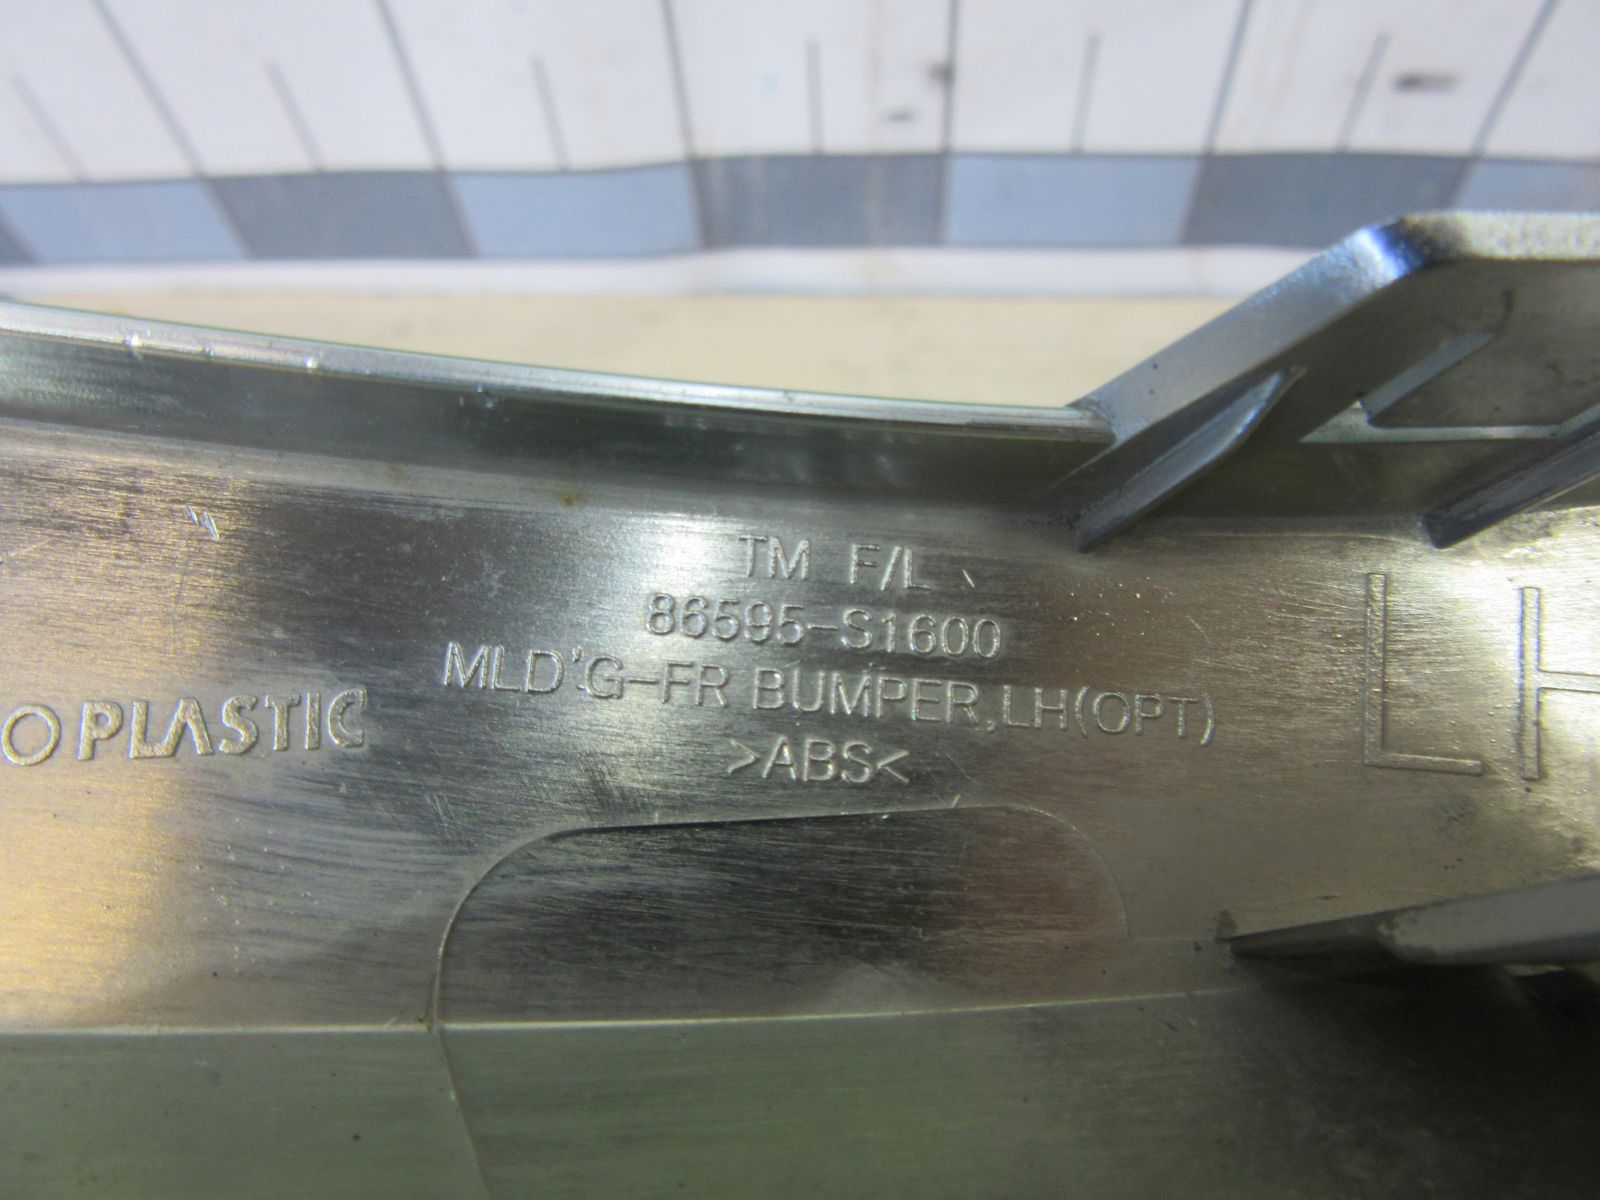 TM F/L
86595-S1600
MLD'G-FR BUMPER,LH(OPT)
>ABS<
PLASTIC
LH